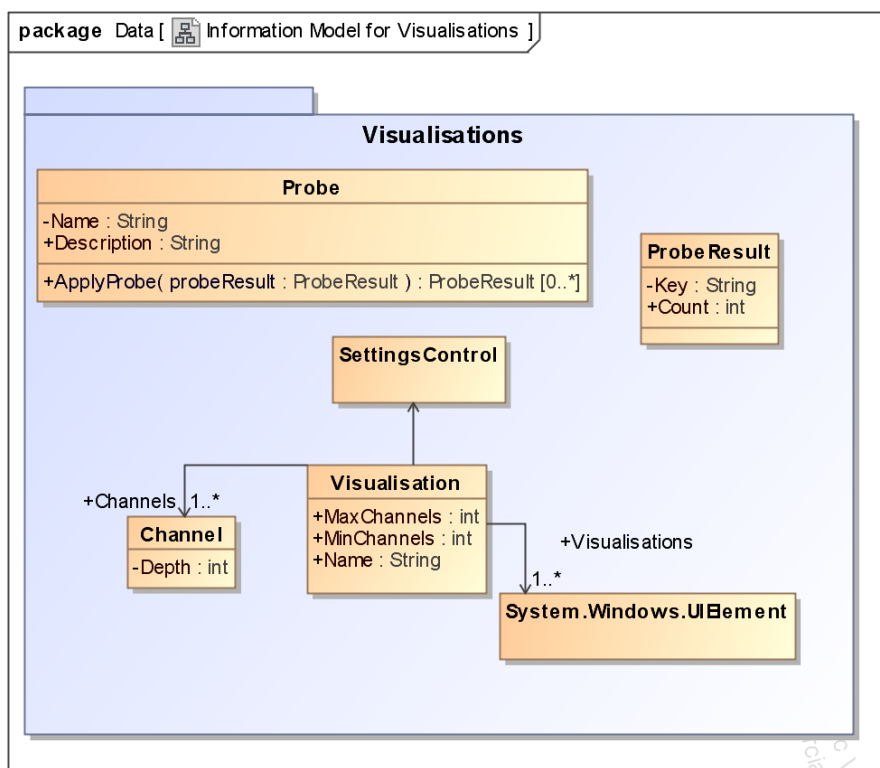 package Data [ Information Model for Visualisations ]
Visualisations
Probe
-Name : String
+Description : String
+ApplyProbe( probeResult : ProbeResult ) : ProbeResult [0..*]
ProbeResult
-Key : String
+Count : int
SettingsControl
Visualisation
+MaxChannels : int
+MinChannels : int
+Name : String
+Channels
1..*
Channel
-Depth : int
+Visualisations
1..*
System.Windows.UIElement